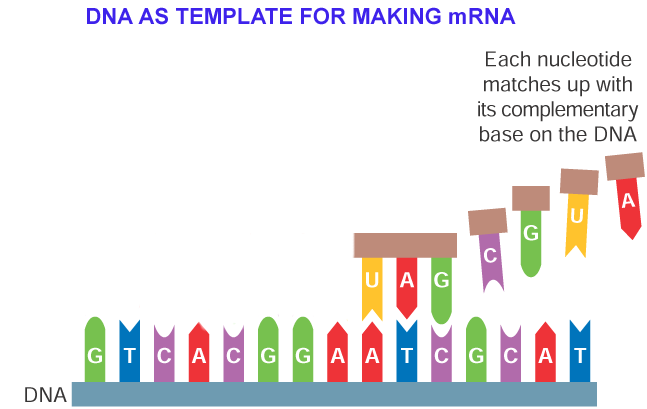 DNA AS TEMPLATE FOR MAKING mRNA
Each nucleotide
matches up with
its complementary
base on the DNA
A
U
G
C
U A G
G T C A C G G A A T C G C A T
DNA